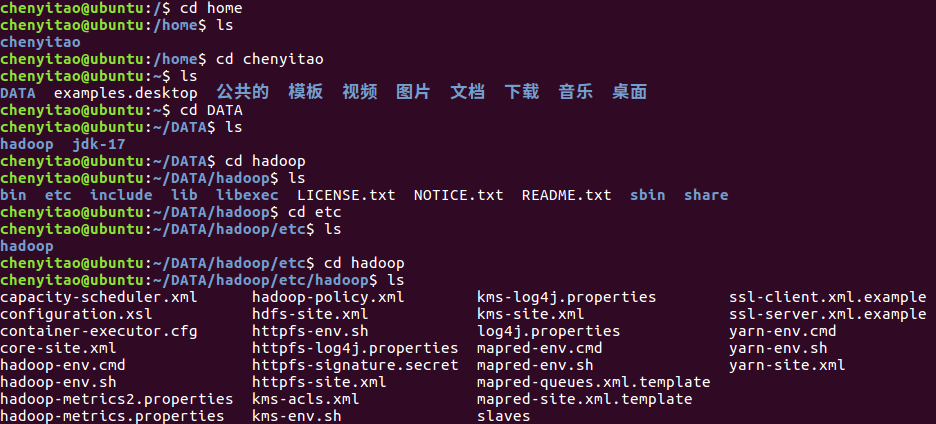 chenyitao@ubuntu:/$ cd home
chenyitao@ubuntu:/home$ ls
chenyitao
chenyitao@ubuntu:/home$ cd chenyitao
chenyitao@ubuntu:~$ ls
DATA  examples.desktop  公共的  模板  视频  图片  文档  下载  音乐  桌面
chenyitao@ubuntu:~$ cd DATA
chenyitao@ubuntu:~/DATA$ ls
hadoop  jdk-17
chenyitao@ubuntu:~/DATA$ cd hadoop
chenyitao@ubuntu:~/DATA/hadoop$ ls
bin  etc  include  lib  libexec  LICENSE.txt  NOTICE.txt  README.txt  sbin  share
chenyitao@ubuntu:~/DATA/hadoop$ cd etc
chenyitao@ubuntu:~/DATA/hadoop/etc$ ls
hadoop
chenyitao@ubuntu:~/DATA/hadoop/etc$ cd hadoop
chenyitao@ubuntu:~/DATA/hadoop/etc/hadoop$ ls
capacity-scheduler.xml      hadoop-policy.xml        kms-log4j.properties        ssl-client.xml.example
configuration.xsl           hdfs-site.xml            kms-site.xml                ssl-server.xml.example
container-executor.cfg      httpfs-env.sh            log4j.properties            yarn-env.cmd
core-site.xml               httpfs-log4j.properties  mapred-env.cmd              yarn-env.sh
hadoop-env.cmd              httpfs-signature.secret  mapred-env.sh               yarn-site.xml
hadoop-env.sh               httpfs-site.xml          mapred-queues.xml.template
hadoop-metrics2.properties  kms-acls.xml             mapred-site.xml.template
hadoop-metrics.properties   kms-env.sh               slaves